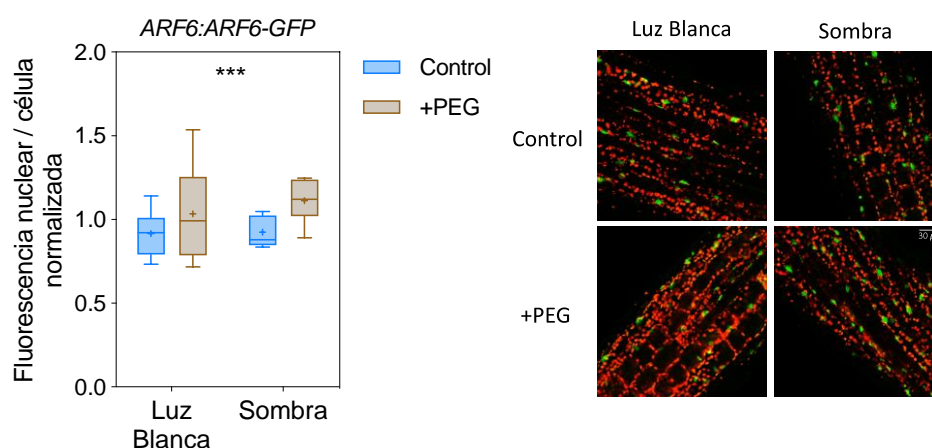 ARF6:ARF6-GFP
***
Fluorescencia nuclear / célula
normalizada
2.0
1.5
1.0
0.5
0.0
Luz
Blanca
Sombra
Control
+PEG
Luz Blanca
Sombra
Control
+PEG
30